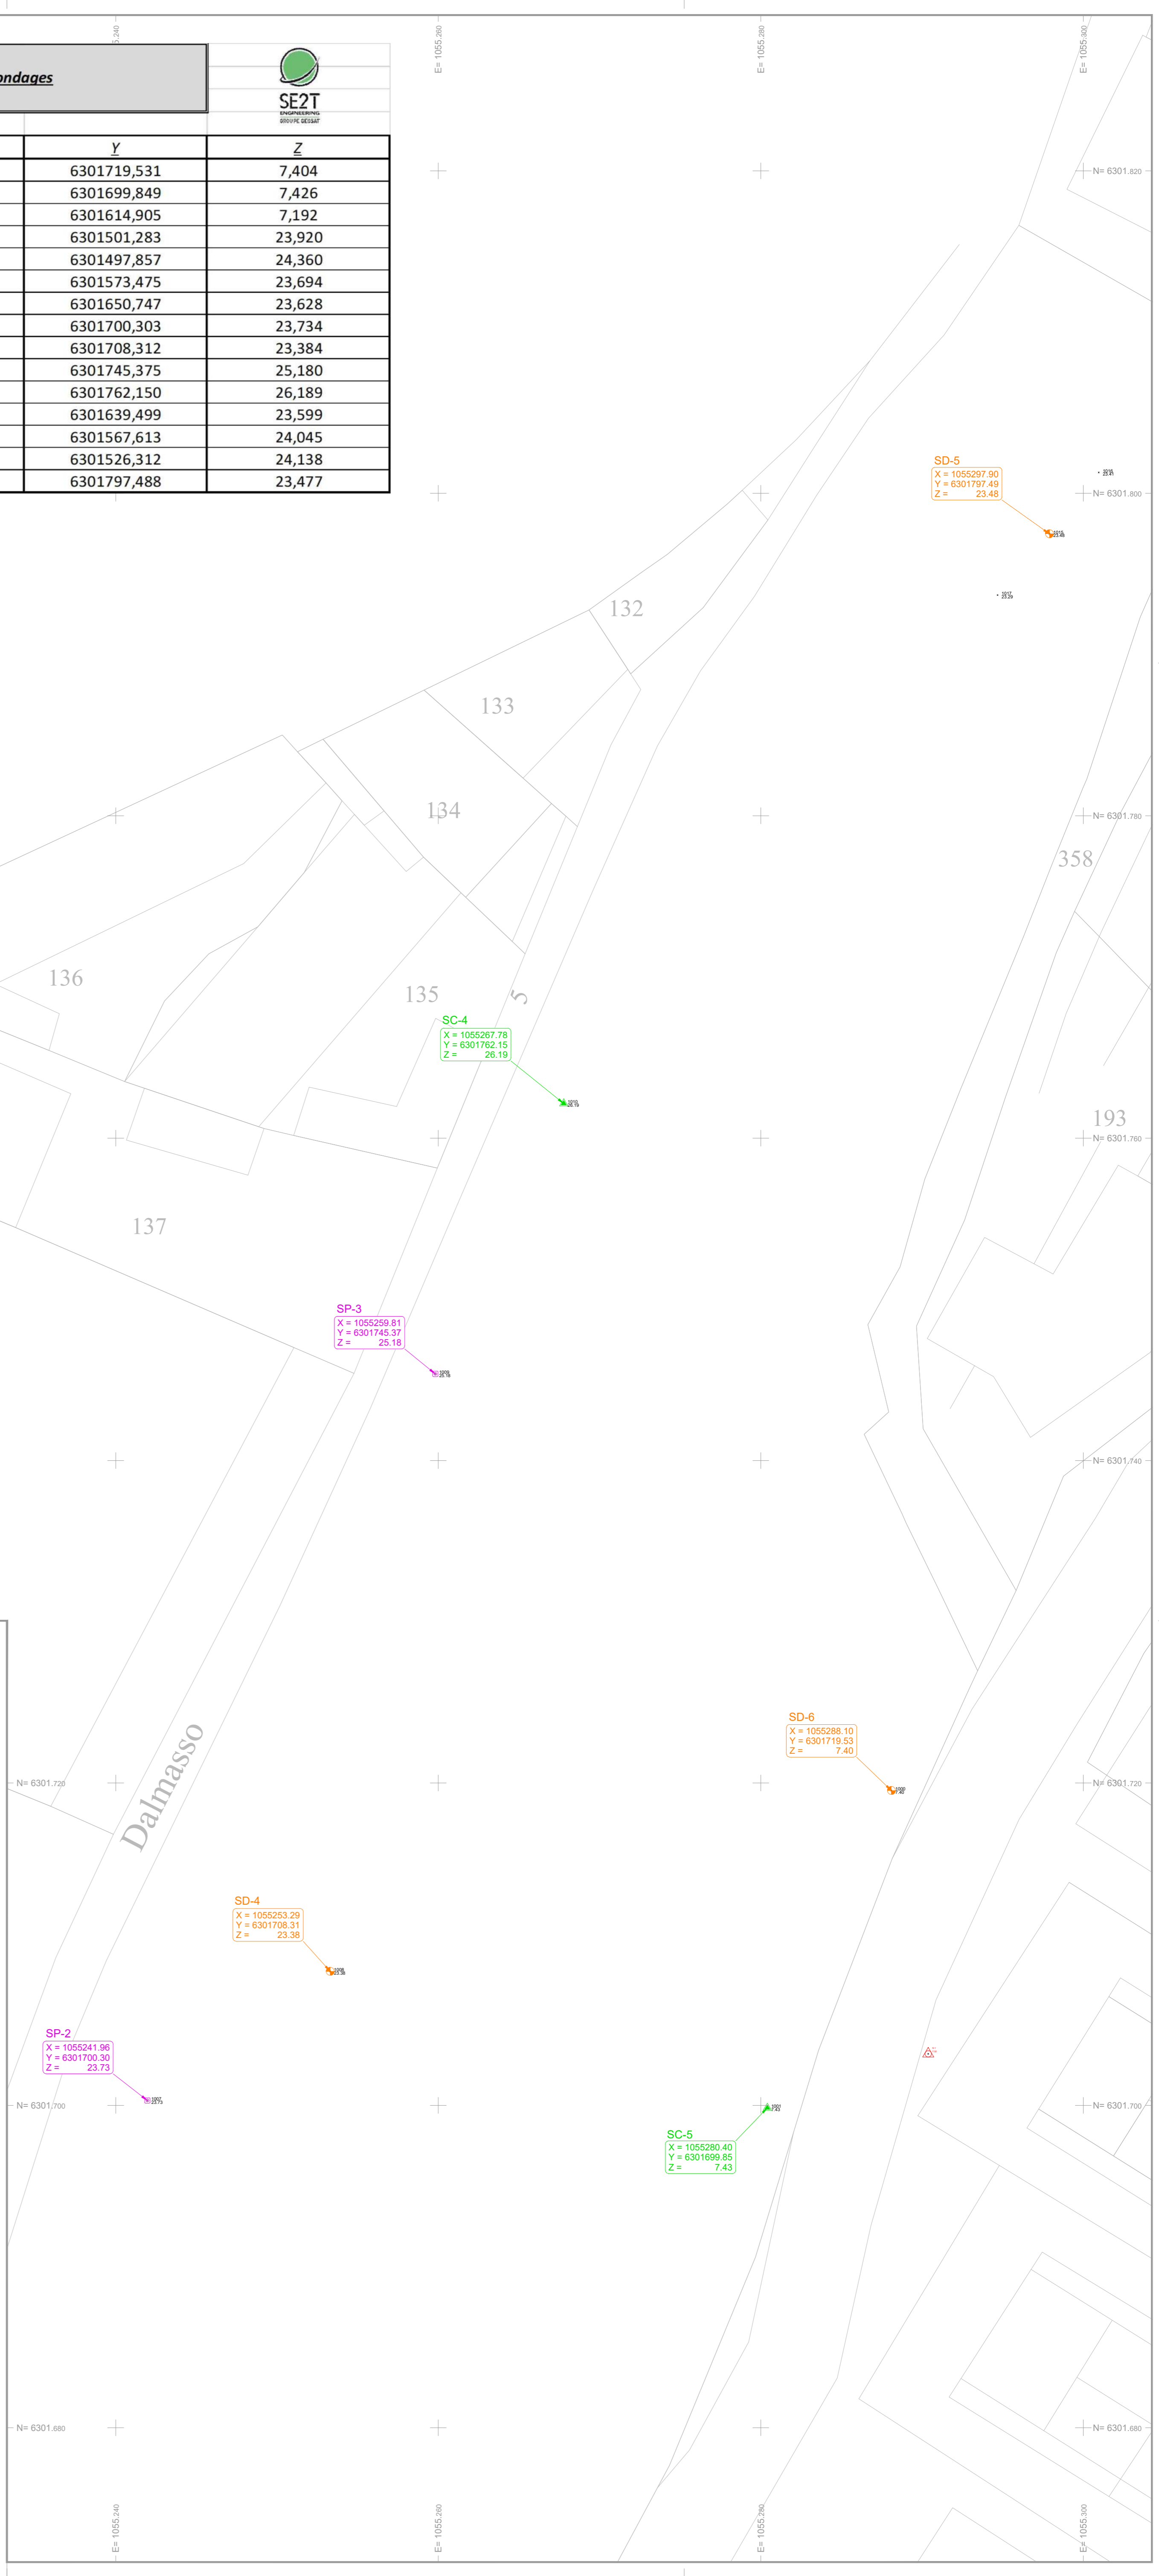 E= 1055.260
E= 1055.280
E= 1055.300
ondages
SE2T
ENGINEERING
GROUPE DEGSAT
Y Z
6301719,531 7,404
6301699,849 7,426
6301614,905 7,192
6301501,283 23,920
6301497,857 24,360
6301573,475 23,694
6301650,747 23,628
6301700,303 23,734
6301708,312 23,384
6301745,375 25,180
6301762,150 26,189
6301639,499 23,599
6301567,613 24,045
6301526,312 24,138
6301797,488 23,477
N= 6301.820
SD-5
X = 1055297.90
Y = 6301797.49
Z = 23.48
N= 6301.800
132
133
134
N= 6301.780
358
136
135
5
SC-4
X = 1055267.78
Y = 6301762.15
Z = 26.19
193
N= 6301.760
137
SP-3
X = 1055259.81
Y = 6301745.37
Z = 25.18
N= 6301.740
SD-6
X = 1055288.10
Y = 6301719.53
Z = 7.40
N= 6301.720
N= 6301.720
Dalmasso
SD-4
X = 1055253.29
Y = 6301708.31
Z = 23.38
SP-2
X = 1055241.96
Y = 6301700.30
Z = 23.73
N= 6301.700
N= 6301.700
SC-5
X = 1055280.40
Y = 6301699.85
Z = 7.43
N= 6301.680
N= 6301.680
E= 1055.240
E= 1055.260
E= 1055.280
E= 1055.300